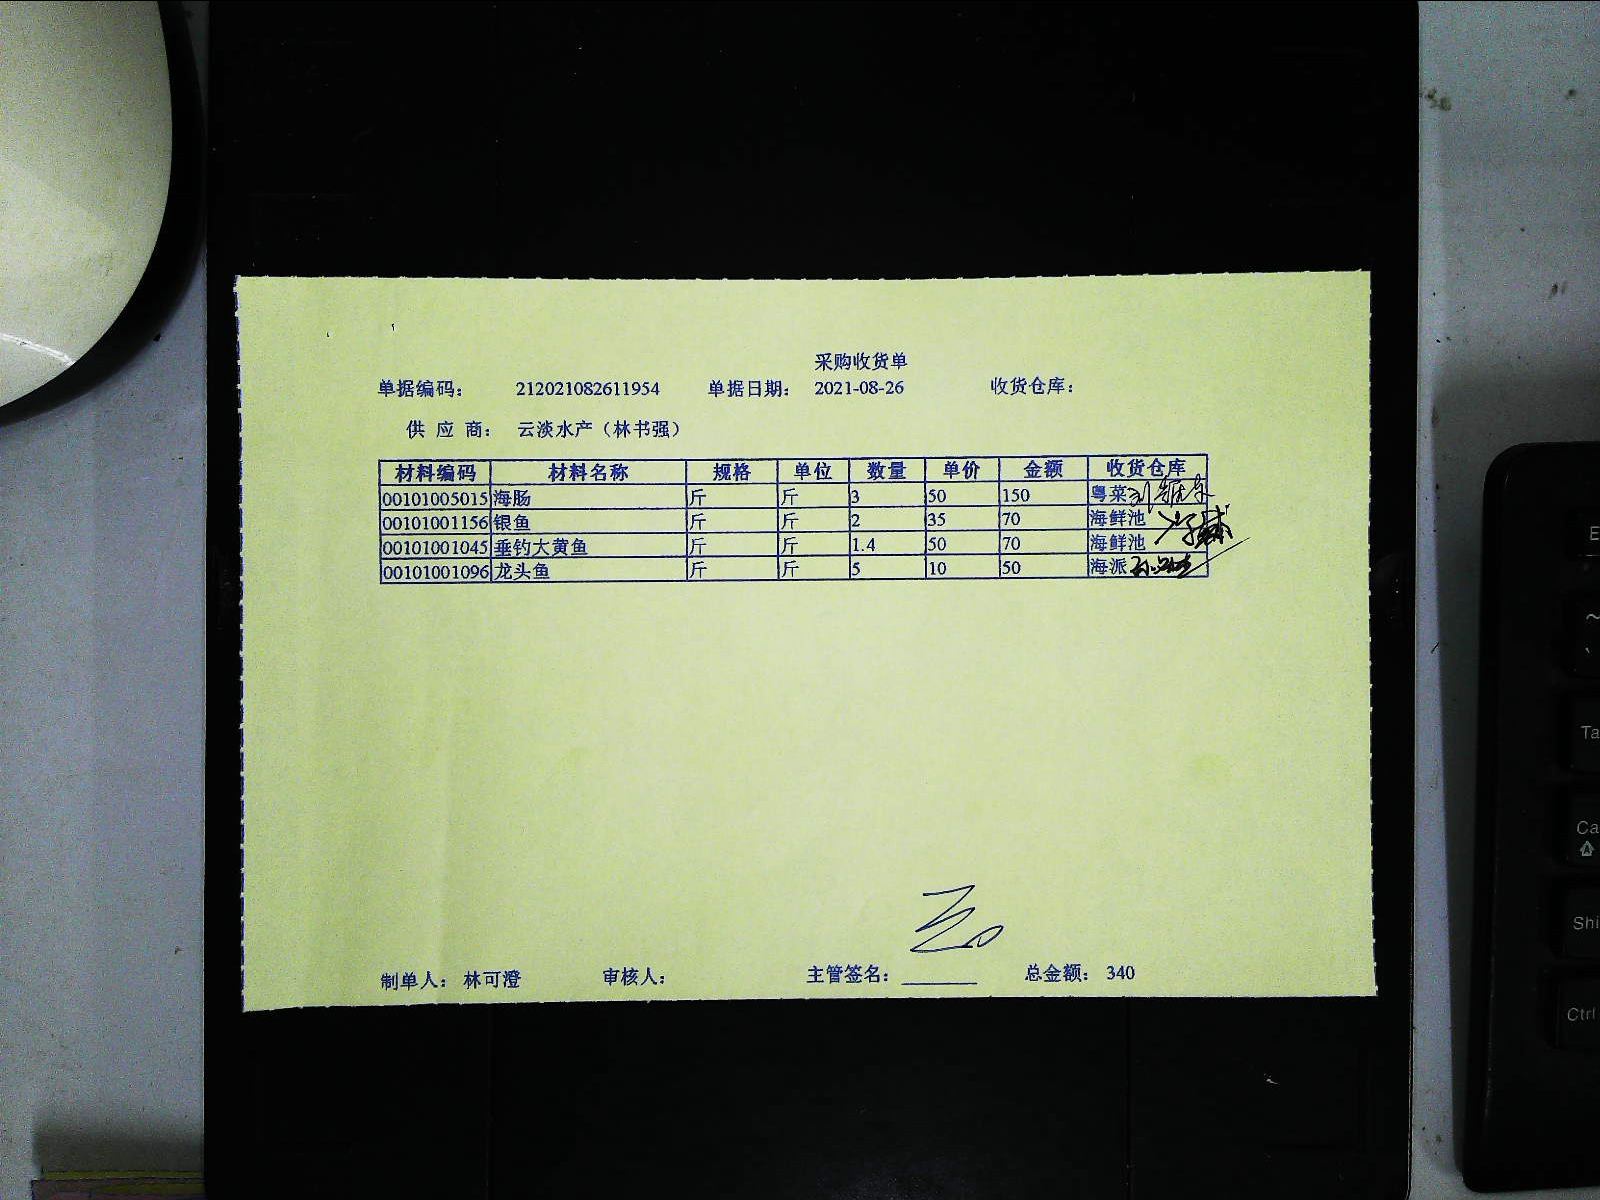 采购收货单
单据编码： 212021082611954 单据日期： 2021-08-26 收货仓库：
供 应 商： 云淡水产（林书强）
材料编码 材料名称 规格 单位 数量 单价 金额 收货仓库
00101005015 海肠 斤 斤 3 50 150 粤菜
00101001156 银鱼 斤 斤 2 35 70 海鲜池
00101001045 垂钓大黄鱼 斤 斤 1.4 50 70 海鲜池
00101001096 龙头鱼 斤 斤 5 10 50 海派
制单人： 林可澄 审核人： 主管签名： 总金额： 340
Ctrl